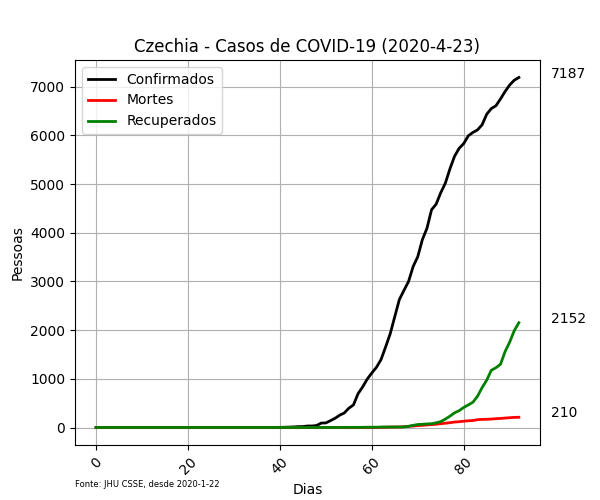 Czechia - Casos de COVID-19 (2020-4-23)
Confirmados
Mortes
Recuperados
7187
2152
210
Pessoas
7000
6000
5000
4000
3000
2000
1000
0
0
20
40
60
80
Dias
Fonte: JHU CSSE, desde 2020-1-22